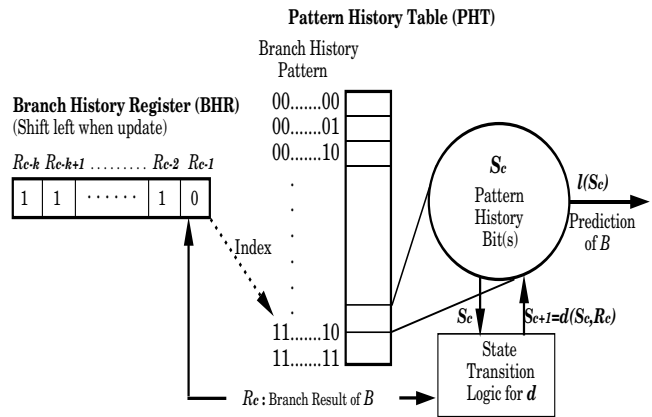 Pattern History Table (PHT)
Branch History
Pattern
Branch History Register (BHR)
(Shift left when update)
Rc-k Rc-k+1 ......... Rc-2 Rc-1
1 1 ...... 1 0
00.......00
00.......01
00.......10
Index
11.......10
11.......11
Sc
Pattern
History
Bit(s)
l(Sc)
Prediction
of B
Sc
Sc+1=d(Sc,Rc)
State
Transition
Logic for d
Rc : Branch Result of B